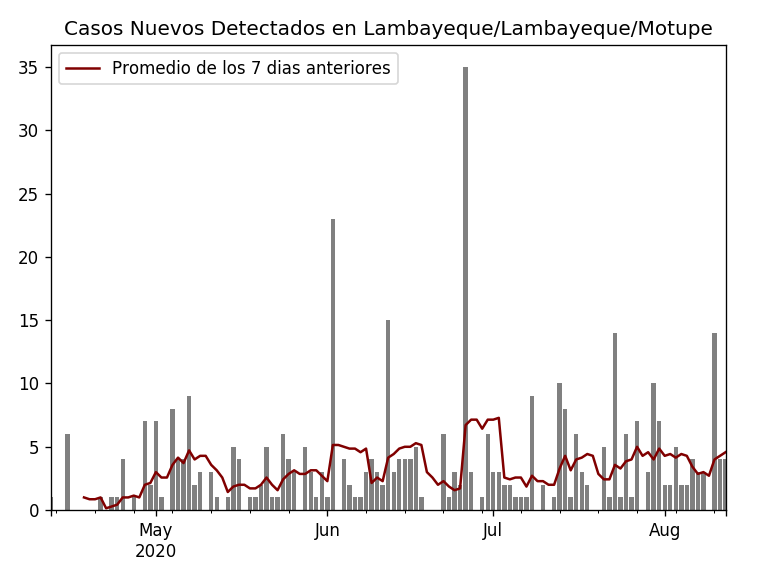 Casos Nuevos Detectados en Lambayeque/Lambayeque/Motupe
Promedio de los 7 dias anteriores
35
30
25
20
15
10
5
0
May
2020
Jun
Jul
Aug